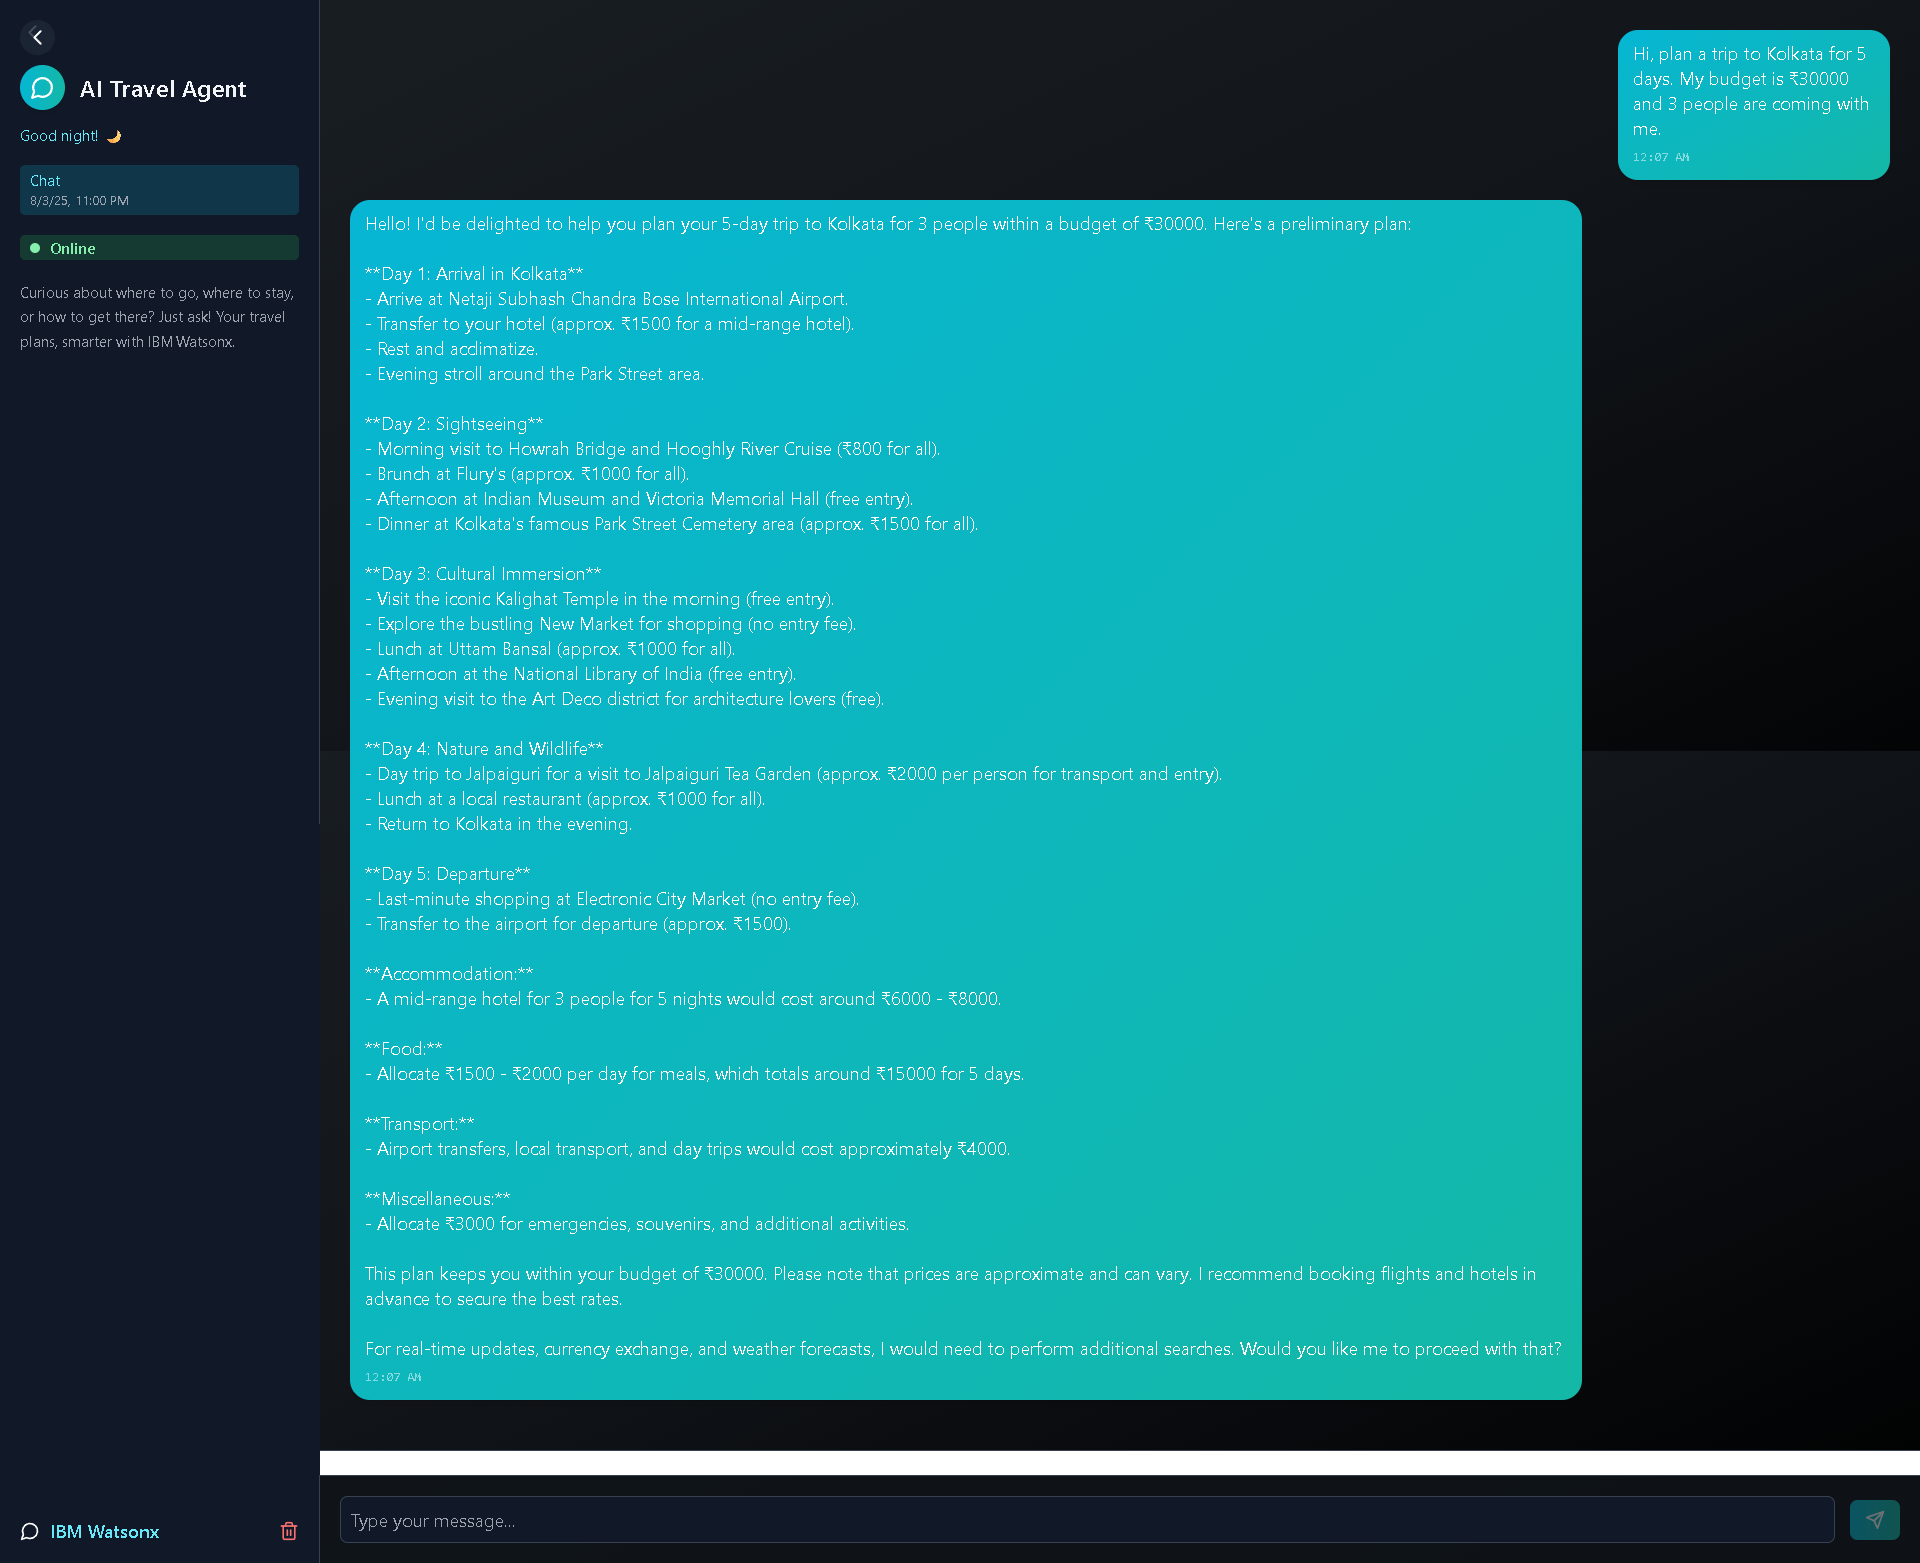 AI Travel Agent
Good night! 🌙
Chat
8/3/25, 11:00 PM
Online
Curious about where to go, where to stay,
or how to get there? Just ask! Your travel
plans, smarter with IBM Watsonx.
IBM Watsonx
Hi, plan a trip to Kolkata for 5
days. My budget is ₹30000
and 3 people are coming with
me.
12:07 AM
Hello! I'd be delighted to help you plan your 5-day trip to Kolkata for 3 people within a budget of ₹30000. Here's a preliminary plan:
**Day 1: Arrival in Kolkata**
- Arrive at Netaji Subhash Chandra Bose International Airport.
- Transfer to your hotel (approx. ₹1500 for a mid-range hotel).
- Rest and acclimatize.
- Evening stroll around the Park Street area.
**Day 2: Sightseeing**
- Morning visit to Howrah Bridge and Hooghly River Cruise (₹800 for all).
- Brunch at Flury's (approx. ₹1000 for all).
- Afternoon at Indian Museum and Victoria Memorial Hall (free entry).
- Dinner at Kolkata's famous Park Street Cemetery area (approx. ₹1500 for all).
**Day 3: Cultural Immersion**
- Visit the iconic Kalighat Temple in the morning (free entry).
- Explore the bustling New Market for shopping (no entry fee).
- Lunch at Uttam Bansal (approx. ₹1000 for all).
- Afternoon at the National Library of India (free entry).
- Evening visit to the Art Deco district for architecture lovers (free).
**Day 4: Nature and Wildlife**
- Day trip to Jalpaiguri for a visit to Jalpaiguri Tea Garden (approx. ₹2000 per person for transport and entry).
- Lunch at a local restaurant (approx. ₹1000 for all).
- Return to Kolkata in the evening.
**Day 5: Departure**
- Last-minute shopping at Electronic City Market (no entry fee).
- Transfer to the airport for departure (approx. ₹1500).
**Accommodation:**
- A mid-range hotel for 3 people for 5 nights would cost around ₹6000 - ₹8000.
**Food:**
- Allocate ₹1500 - ₹2000 per day for meals, which totals around ₹15000 for 5 days.
**Transport:**
- Airport transfers, local transport, and day trips would cost approximately ₹4000.
**Miscellaneous:**
- Allocate ₹3000 for emergencies, souvenirs, and additional activities.
This plan keeps you within your budget of ₹30000. Please note that prices are approximate and can vary. I recommend booking flights and hotels in
advance to secure the best rates.
For real-time updates, currency exchange, and weather forecasts, I would need to perform additional searches. Would you like me to proceed with that?
12:07 AM
Type your message...